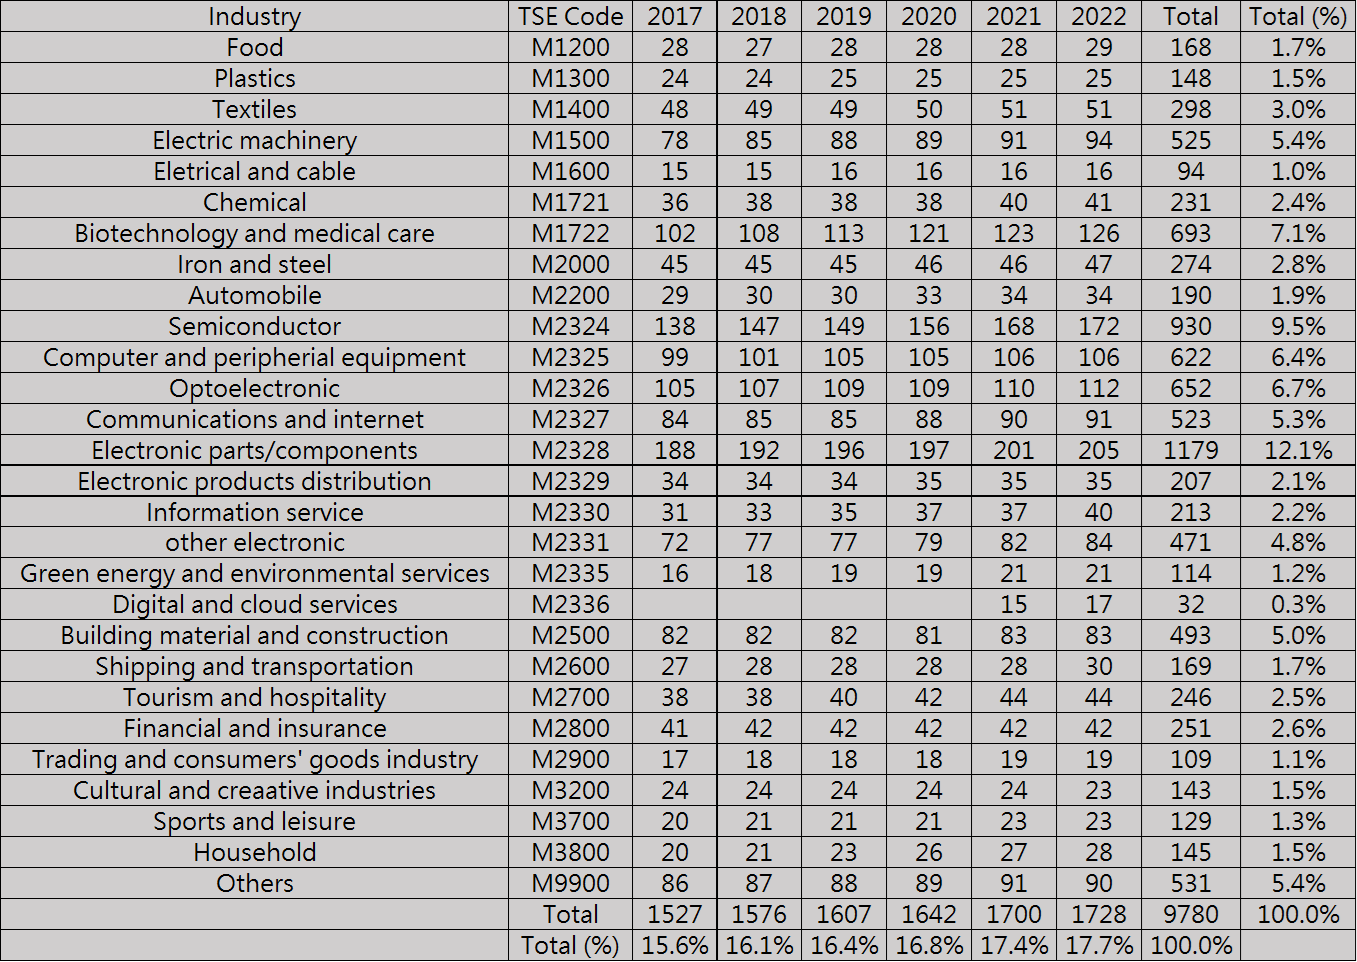 Industry TSE Code 2017 2018 2019 2020 2021 2022 Total Total (%)
Food M1200 28 27 28 28 28 29 168 1.7%
Plastics M1300 24 24 25 25 25 25 148 1.5%
Textiles M1400 48 49 49 50 51 51 298 3.0%
Electric machinery M1500 78 85 88 89 91 94 525 5.4%
Eletrical and cable M1600 15 15 16 16 16 16 94 1.0%
Chemical M1721 36 38 38 38 40 41 231 2.4%
Biotechnology and medical care M1722 102 108 113 121 123 126 693 7.1%
Iron and steel M2000 45 45 45 46 46 47 274 2.8%
Automobile M2200 29 30 30 33 34 34 190 1.9%
Semiconductor M2324 138 147 149 156 168 172 930 9.5%
Computer and peripherial equipment M2325 99 101 105 105 106 106 622 6.4%
Optoelectronic M2326 105 107 109 109 110 112 652 6.7%
Communications and internet M2327 84 85 85 88 90 91 523 5.3%
Electronic parts/components M2328 188 192 196 197 201 205 1179 12.1%
Electronic products distribution M2329 34 34 34 35 35 35 207 2.1%
Information service M2330 31 33 35 37 37 40 213 2.2%
other electronic M2331 72 77 77 79 82 84 471 4.8%
Green energy and environmental services M2335 16 18 19 19 21 21 114 1.2%
Digital and cloud services M2336 15 17 32 0.3%
Building material and construction M2500 82 82 82 81 83 83 493 5.0%
Shipping and transportation M2600 27 28 28 28 28 30 169 1.7%
Tourism and hospitality M2700 38 38 40 42 44 44 246 2.5%
Financial and insurance M2800 41 42 42 42 42 42 251 2.6%
Trading and consumers' goods industry M2900 17 18 18 18 19 19 109 1.1%
Cultural and creaative industries M3200 24 24 24 24 24 23 143 1.5%
Sports and leisure M3700 20 21 21 21 23 23 129 1.3%
Household M3800 20 21 23 26 27 28 145 1.5%
Others M9900 86 87 88 89 91 90 531 5.4%
Total 1527 1576 1607 1642 1700 1728 9780 100.0%
Total (%) 15.6% 16.1% 16.4% 16.8% 17.4% 17.7% 100.0%